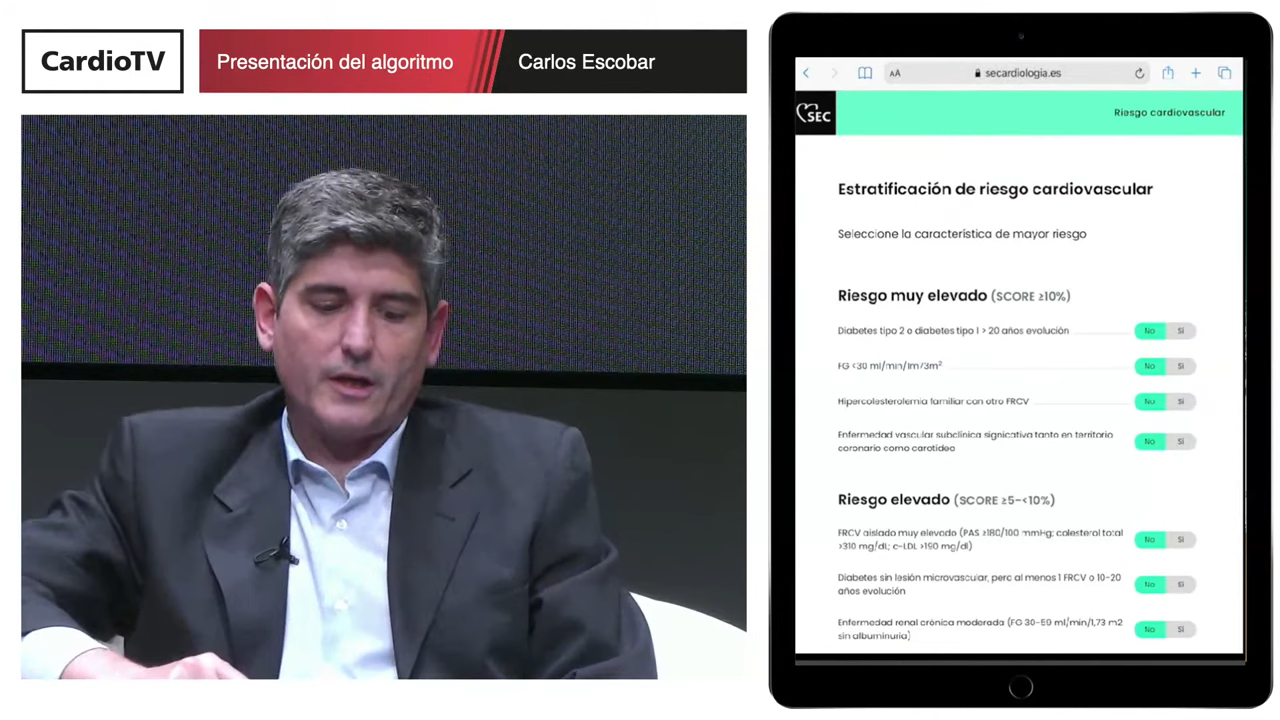 CardioTV
Presentación del algoritmo
Carlos Escobar
AA
secardiologia.es
SEC
Riesgo cardiovascular
Estratificación de riesgo cardiovascular
Seleccione la característica de mayor riesgo
Riesgo muy elevado (SCORE ≥10%)
Diabetes tipo 2 o diabetes tipo 1 > 20 años evolución
No Sí
FG <30 ml/min/1m73m²
No Sí
Hipercolesterolemia familiar con otro FRCV
No Sí
Enfermedad vascular subclínica signicativa tanto en territorio
coronario como carotídeo
No Sí
Riesgo elevado (SCORE ≥5-<10%)
FRCV aislado muy elevado (PAS ≥180/100 mmHg; colesterol total
>310 mg/dl; c-LDL >190 mg/dl)
No Sí
Diabetes sin lesión microvascular, pero al menos 1 FRCV o 10-20
años evolución
No Sí
Enfermedad renal crónica moderada (FG 30-59 ml/min/1,73 m2
sin albuminuria)
No Sí